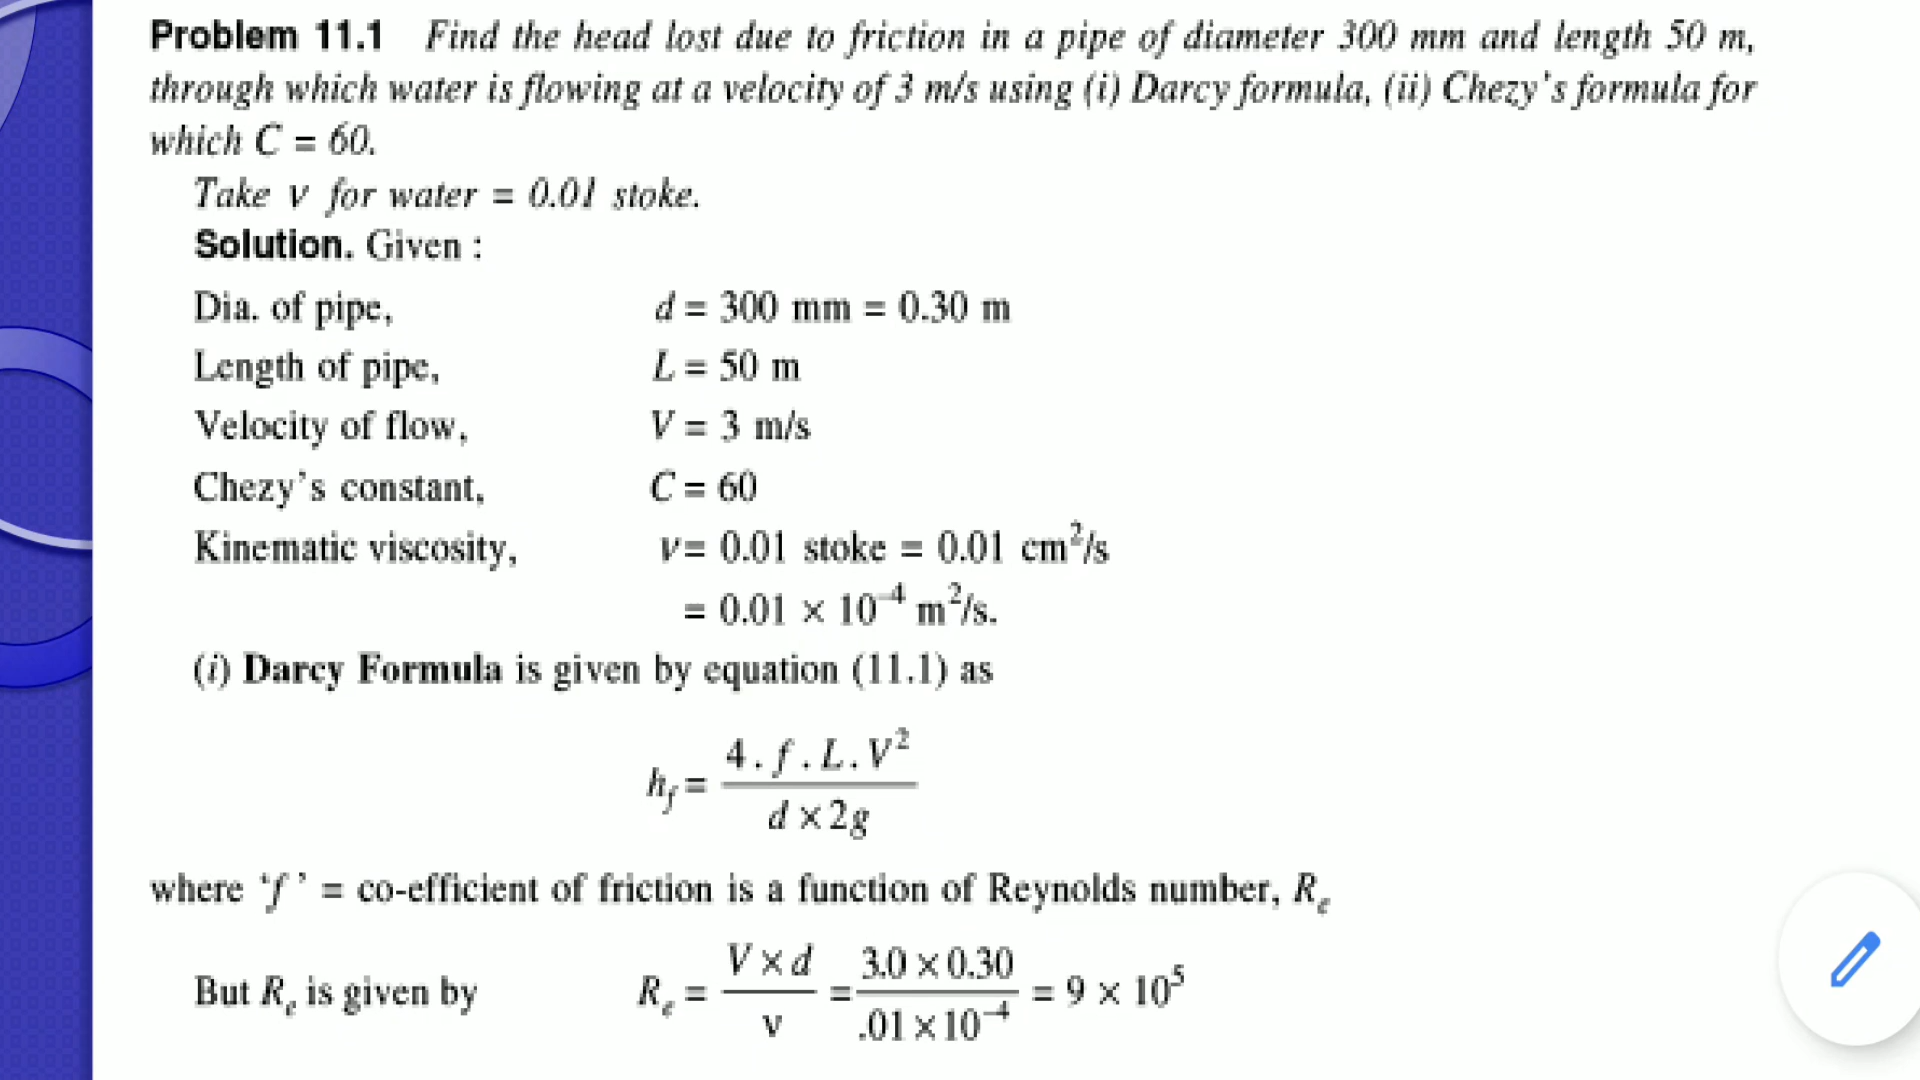 Problem 11.1 Find the head lost due to friction in a pipe of diameter 300 mm and length 50 m,
through which water is flowing at a velocity of 3 m/s using (i) Darcy formula, (ii) Chezy's formula for
which C = 60.
Take ν for water = 0.01 stoke.
Solution. Given :
Dia. of pipe, d = 300 mm = 0.30 m
Length of pipe, L = 50 m
Velocity of flow, V = 3 m/s
Chezy's constant, C = 60
Kinematic viscosity, ν = 0.01 stoke = 0.01 cm²/s
= 0.01 × 10⁻⁴ m²/s.
(i) Darcy Formula is given by equation (11.1) as
h_f = 4 . f . L . V² / d × 2g
where 'f' = co-efficient of friction is a function of Reynolds number, R_e
But R_e is given by R_e = V × d / ν = 3.0 × 0.30 / .01 × 10⁻⁴ = 9 × 10⁵